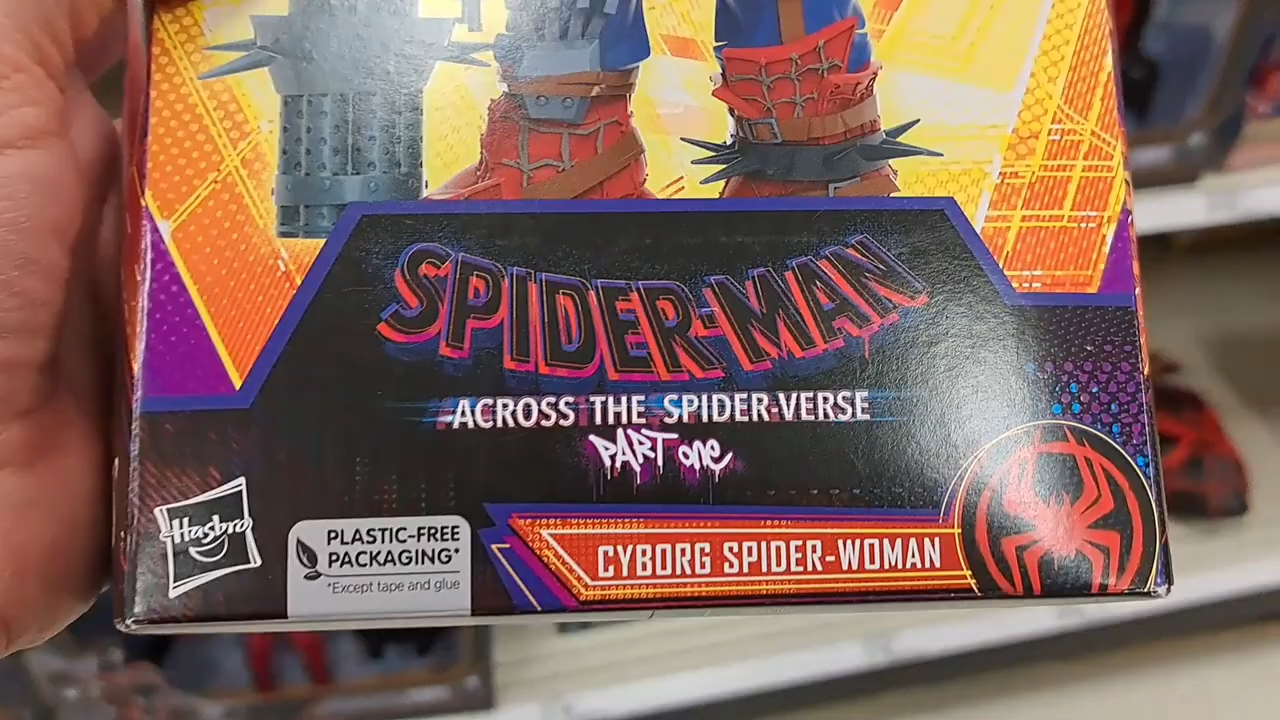 SPIDER-MAN
ACROSS THE SPIDER-VERSE
PART one
Hasbro
PLASTIC-FREE
PACKAGING*
*Except tape and glue
CYBORG SPIDER-WOMAN